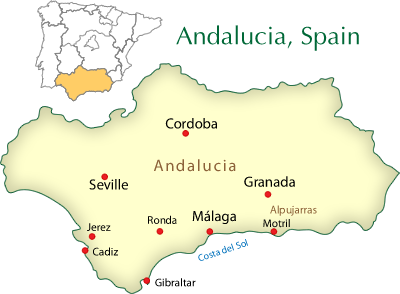 Andalucia, Spain
Cordoba
Andalucia
Seville
Granada
Alpujarras
Jerez
Ronda
Málaga
Motril
Cadiz
Costa del Sol
Gibraltar